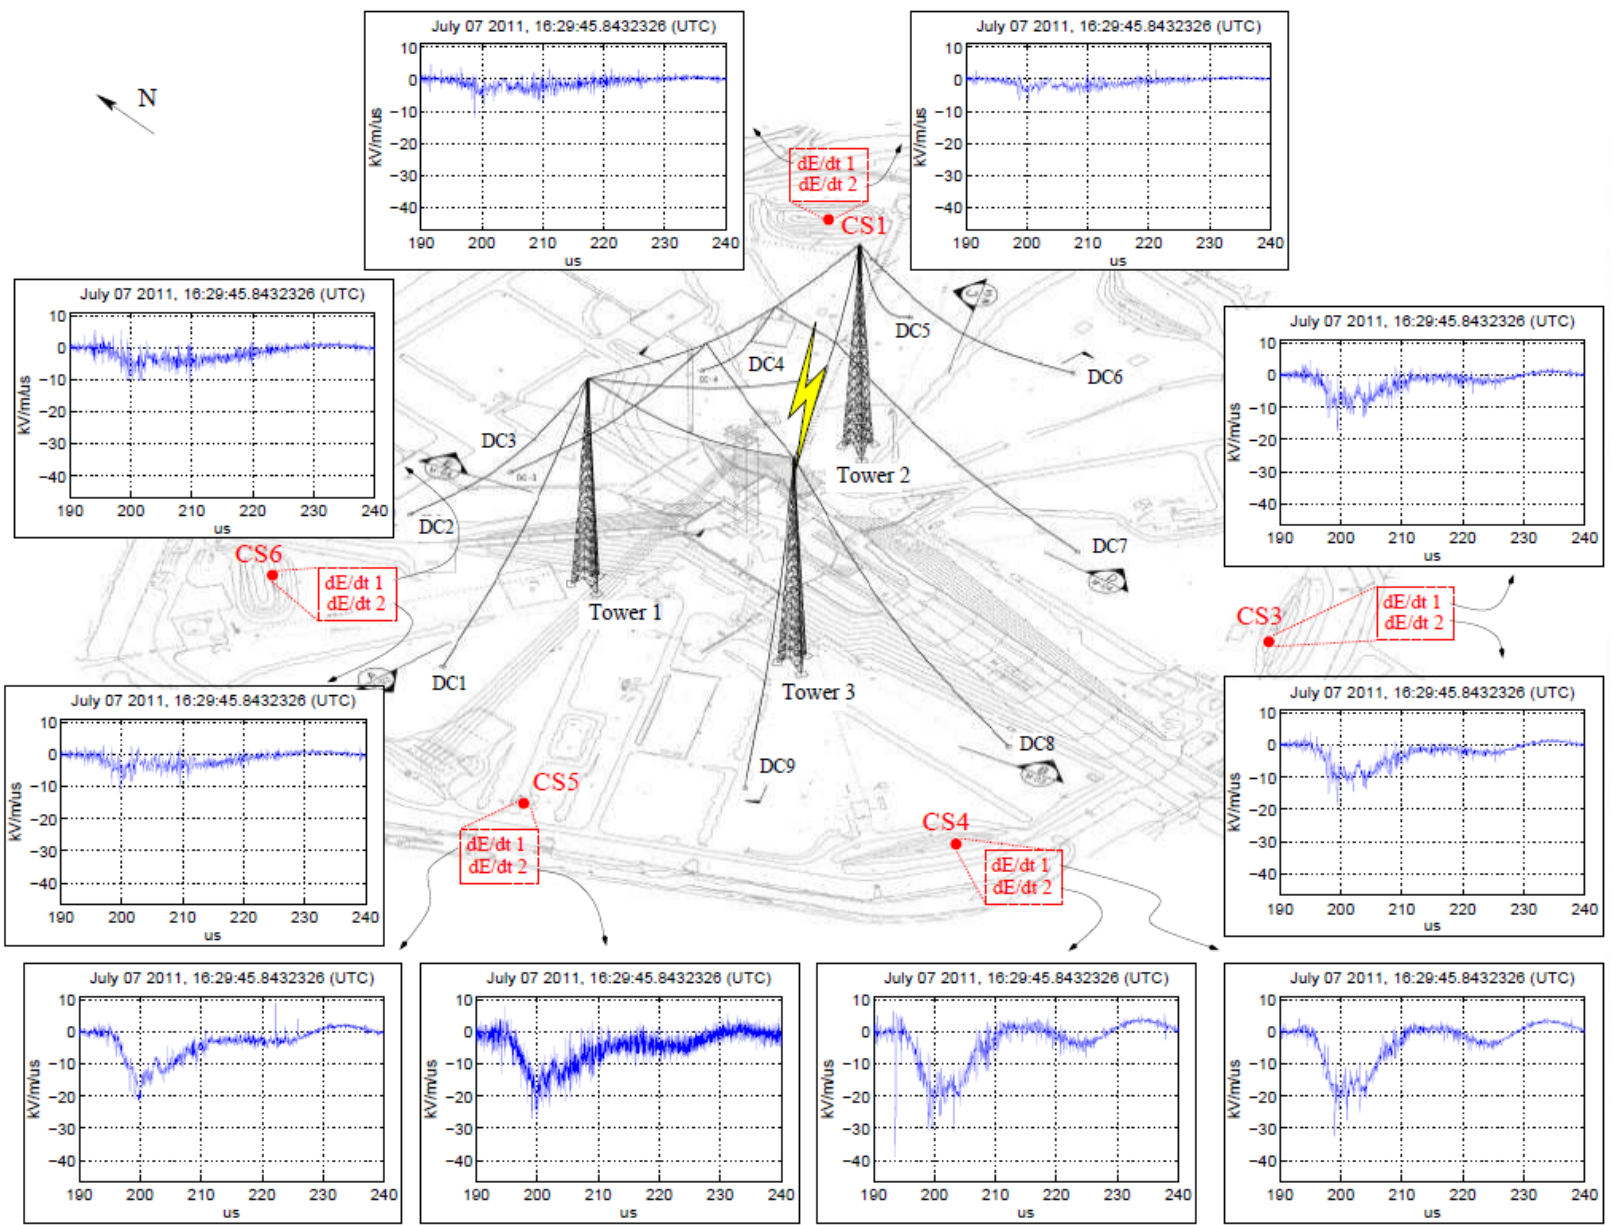 N
July 07 2011, 16:29:45.8432326 (UTC)
10
0
−10
−20
−30
−40
kV/m/us
190 200 210 220 230 240
us
July 07 2011, 16:29:45.8432326 (UTC)
10
0
−10
−20
−30
−40
kV/m/us
190 200 210 220 230 240
us
dE/dt 1
dE/dt 2
CS1
July 07 2011, 16:29:45.8432326 (UTC)
10
0
−10
−20
−30
−40
kV/m/us
190 200 210 220 230 240
us
July 07 2011, 16:29:45.8432326 (UTC)
10
0
−10
−20
−30
−40
kV/m/us
190 200 210 220 230 240
us
DC5
DC4
DC6
DC3
Tower 2
DC2
DC7
CS6
dE/dt 1
dE/dt 2
Tower 1
CS3
dE/dt 1
dE/dt 2
DC1
Tower 3
DC8
DC9
July 07 2011, 16:29:45.8432326 (UTC)
10
0
−10
−20
−30
−40
kV/m/us
190 200 210 220 230 240
us
July 07 2011, 16:29:45.8432326 (UTC)
10
0
−10
−20
−30
−40
kV/m/us
190 200 210 220 230 240
us
CS5
dE/dt 1
dE/dt 2
CS4
dE/dt 1
dE/dt 2
July 07 2011, 16:29:45.8432326 (UTC)
10
0
−10
−20
−30
−40
kV/m/us
190 200 210 220 230 240
us
July 07 2011, 16:29:45.8432326 (UTC)
10
0
−10
−20
−30
−40
kV/m/us
190 200 210 220 230 240
us
July 07 2011, 16:29:45.8432326 (UTC)
10
0
−10
−20
−30
−40
kV/m/us
190 200 210 220 230 240
us
July 07 2011, 16:29:45.8432326 (UTC)
10
0
−10
−20
−30
−40
kV/m/us
190 200 210 220 230 240
us